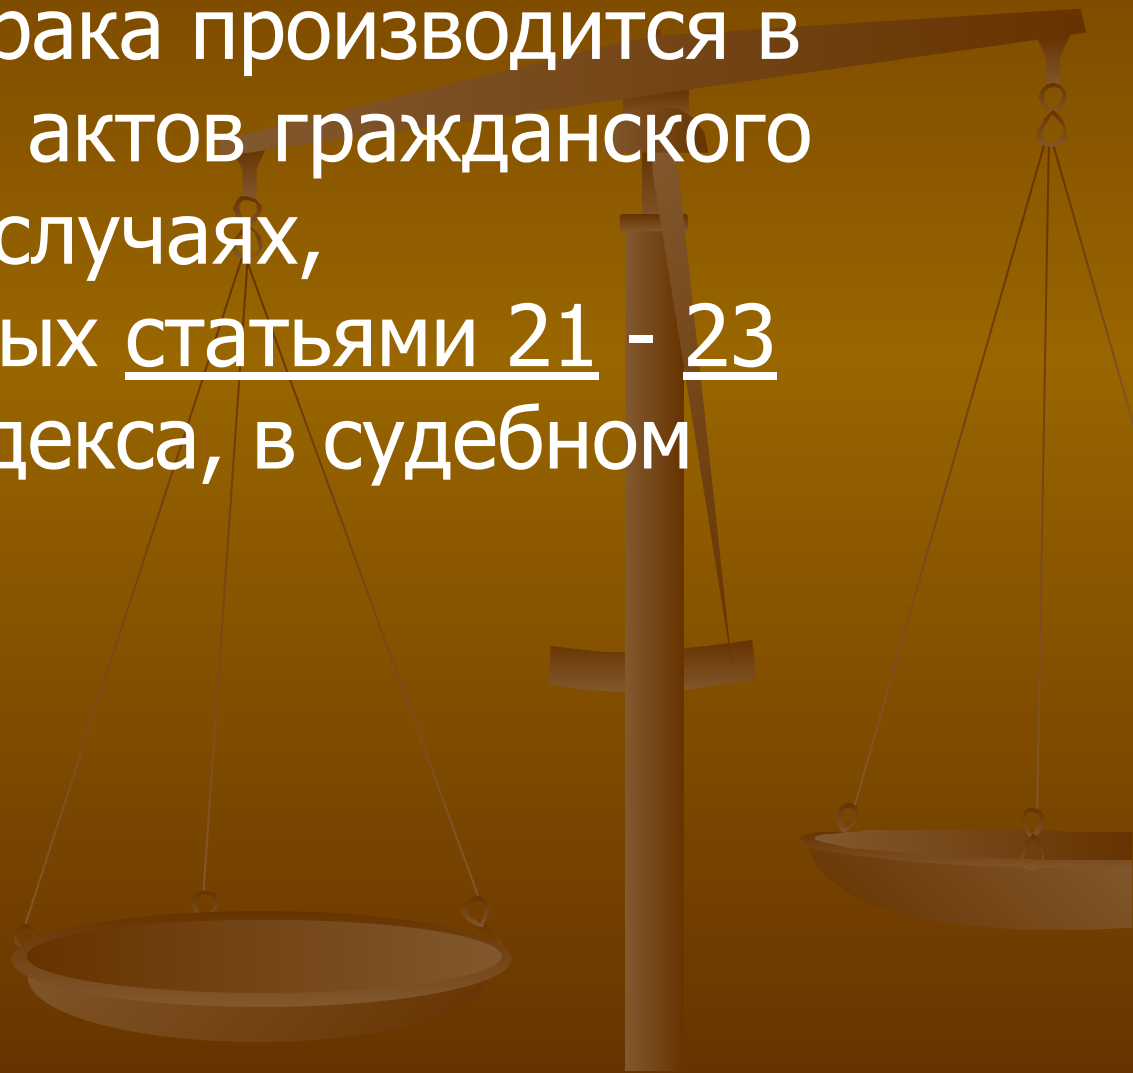 рака производится в
актов гражданского
случаях,
ых статьями 21 - 23
декса, в судебном